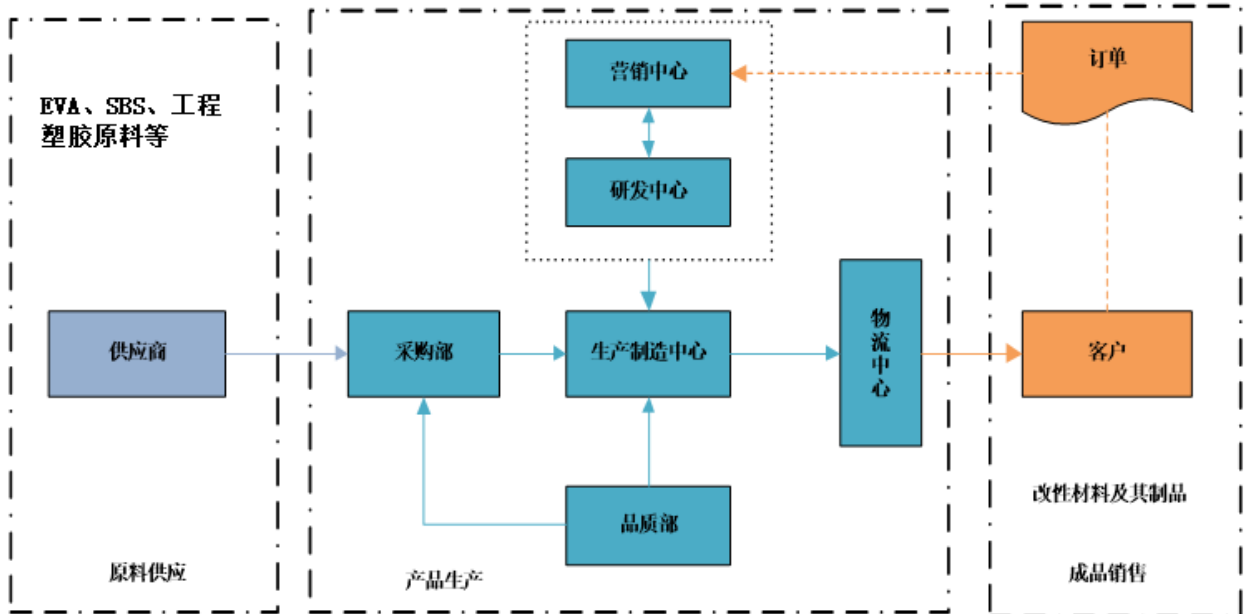 营销中心
订单
EVA、SBS、工程
塑胶原料等
研发中心
供应商
采购部
生产制造中心
物流中心
客户
改性材料及其制品
品质部
原料供应
产品生产
成品销售